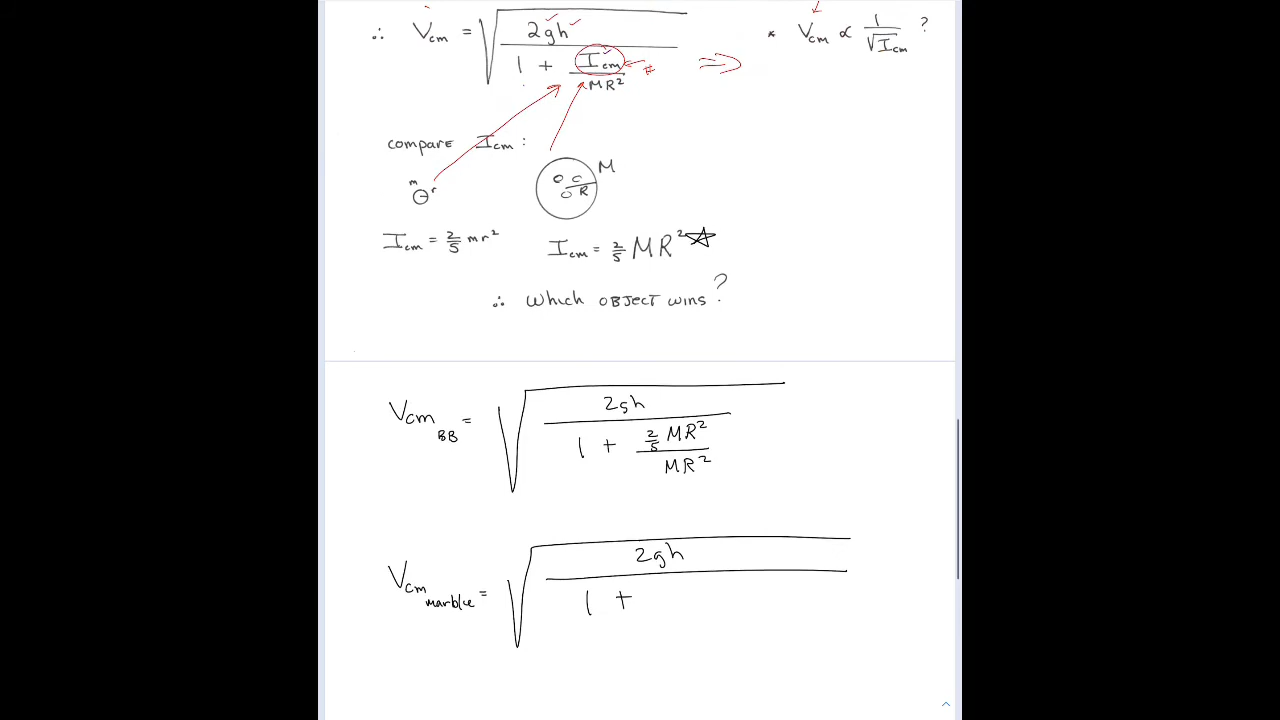 ∴ Vcm = √(2gh / (1 + Icm / MR²)) ⇒ * Vcm ∝ 1/√Icm ?
compare Icm :
m r M R
Icm = 2/5 mr² Icm = 2/5 MR² ☆
∴ Which OBJECT wins ?
Vcm BB = √(2gh / (1 + 2/5 MR² / MR²))
Vcm marble = √(2gh / (1 +